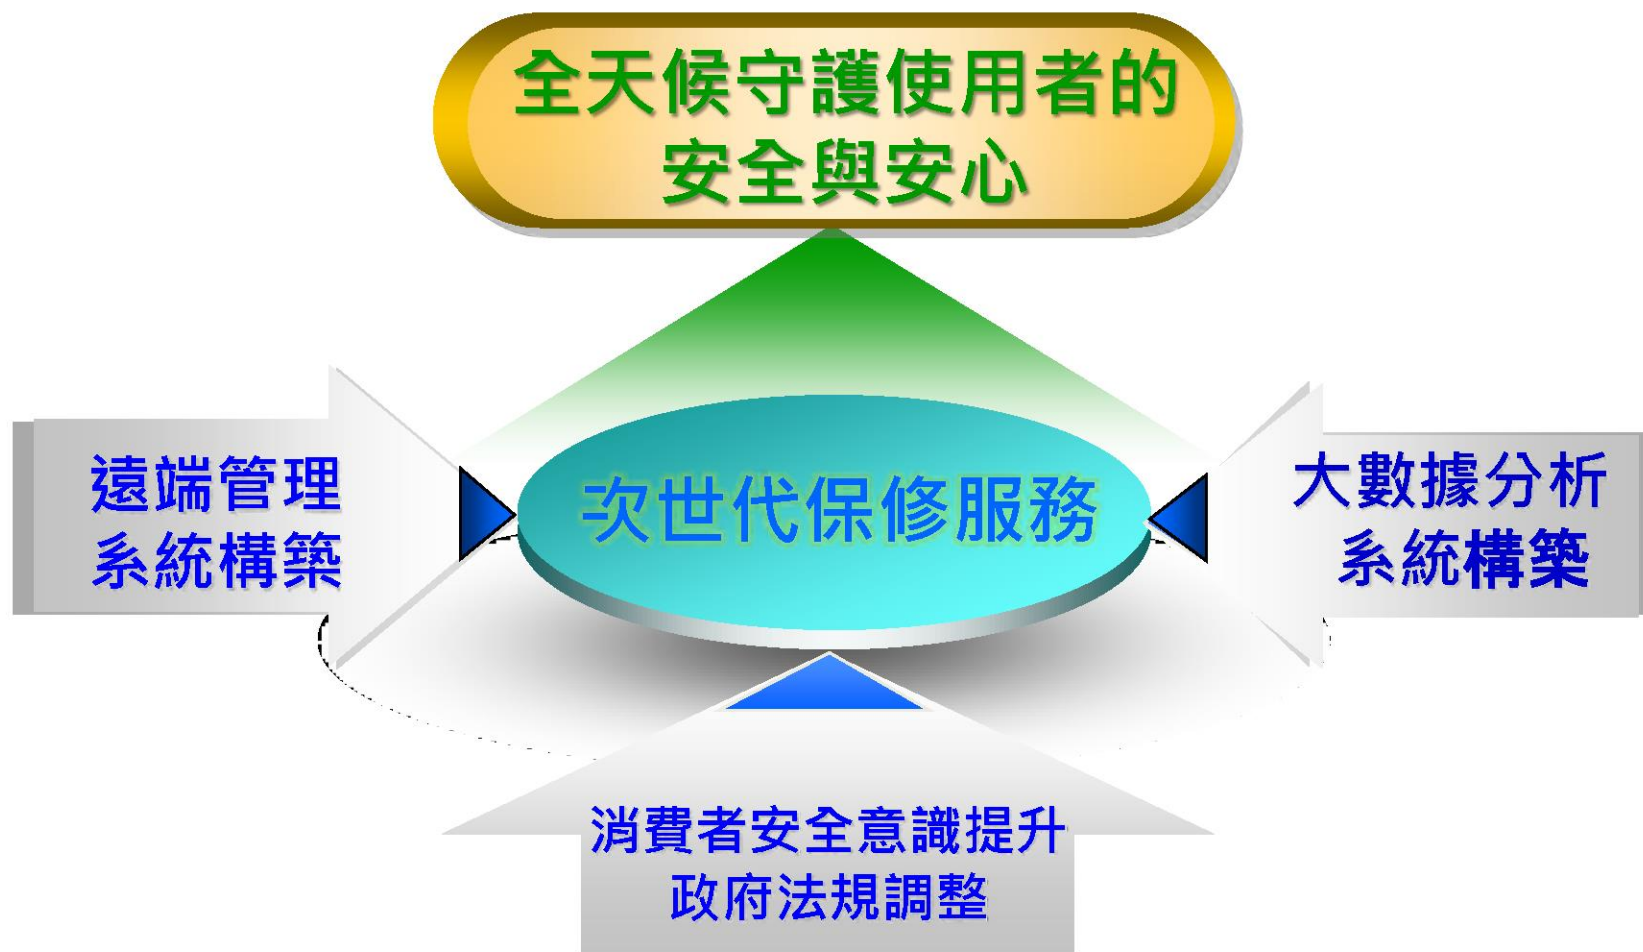 全天候守護使用者的
安全與安心
遠端管理
系統構築
次世代保修服務
大數據分析
系統構築
消費者安全意識提升
政府法規調整